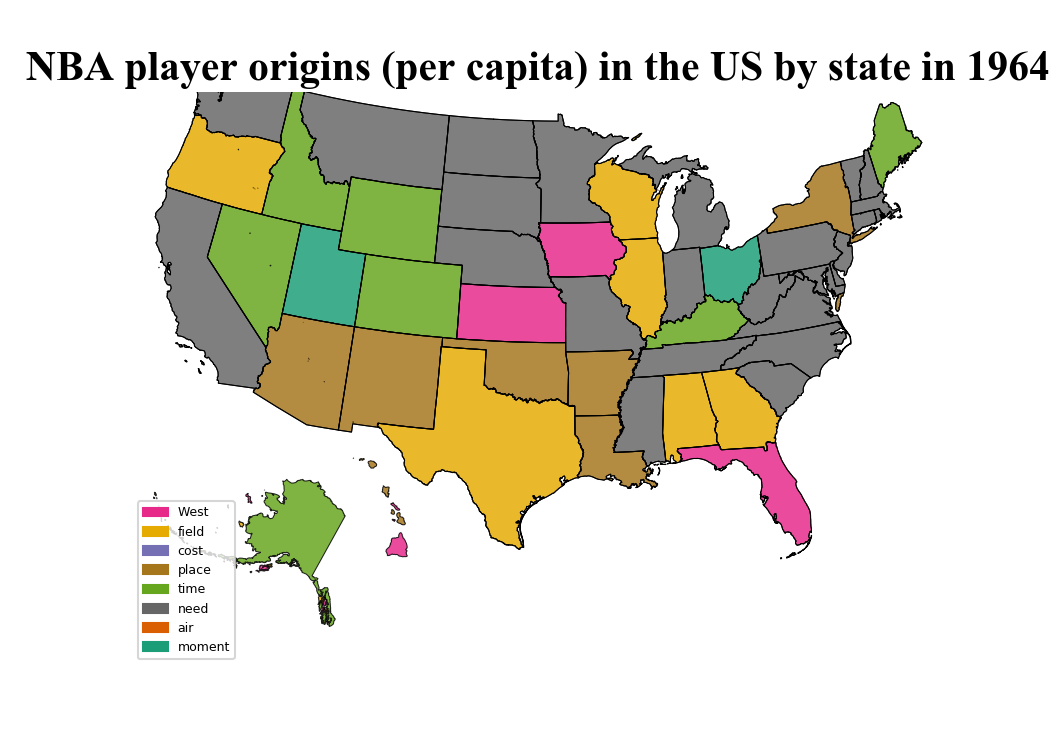 NBA player origins (per capita) in the US by state in 1964
West
field
cost
place
time
need
air
moment